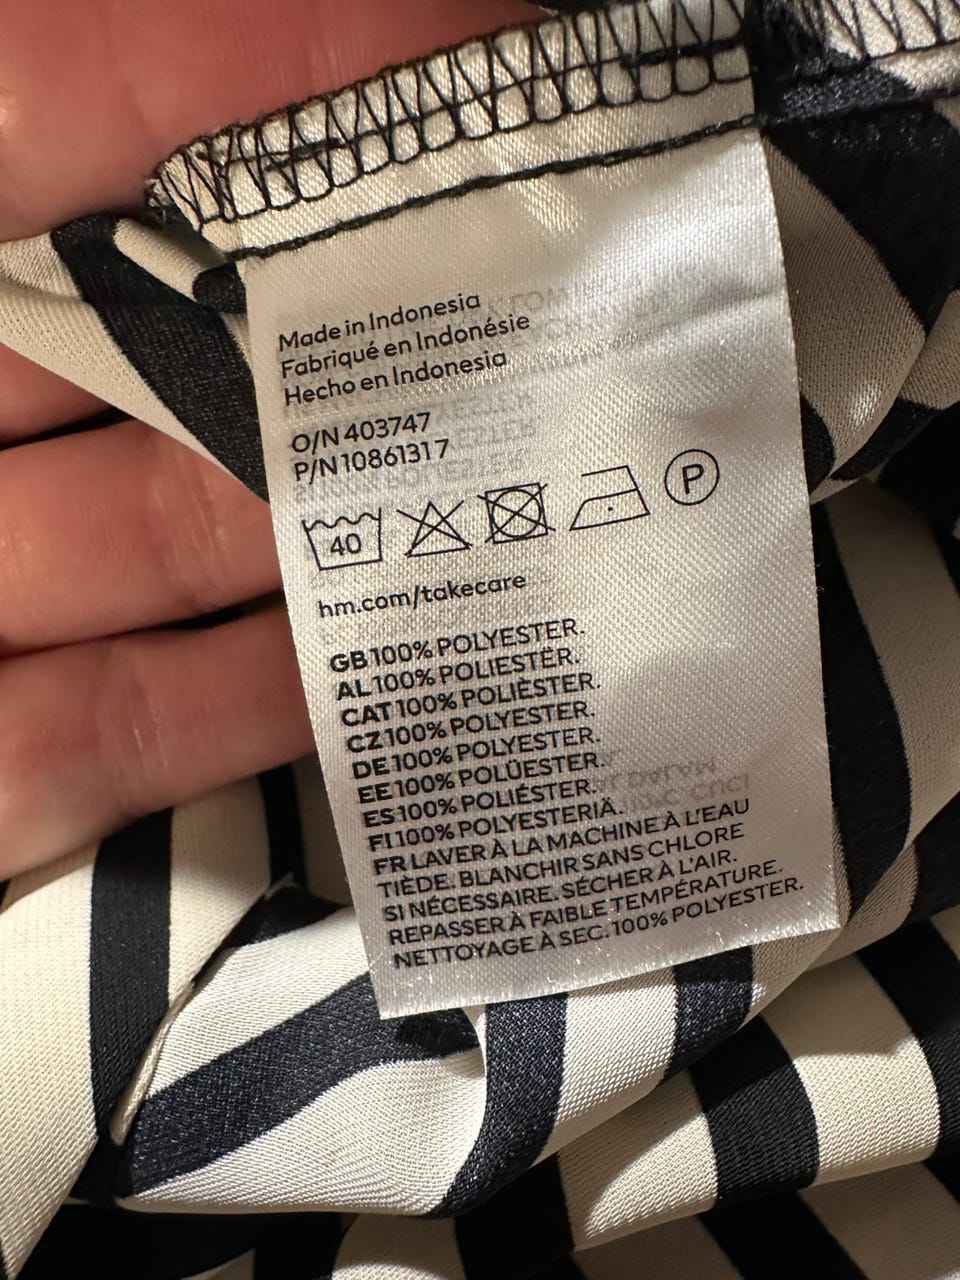 Made in Indonesia
Fabriqué en Indonésie
Hecho en Indonesia
O/N 403747
P/N 10861317
40 P
hm.com/takecare
GB 100% POLYESTER.
AL 100% POLIESTËR.
CAT 100% POLIÈSTER.
CZ 100% POLYESTER.
DE 100% POLYESTER.
EE 100% POLÜESTER.
ES 100% POLIÉSTER.
FI 100% POLYESTERIÄ.
FR LAVER À LA MACHINE À L'EAU
TIÈDE. BLANCHIR SANS CHLORE
SI NÉCESSAIRE. SÉCHER À L'AIR.
REPASSER À FAIBLE TEMPÉRATURE.
NETTOYAGE À SEC. 100% POLYESTER.